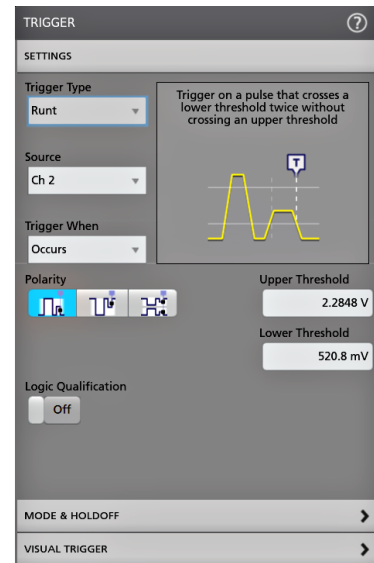 TRIGGER
?
SETTINGS
Trigger Type
Runt
Trigger on a pulse that crosses a
lower threshold twice without
crossing an upper threshold
T
Source
Ch 2
Trigger When
Occurs
Polarity
Upper Threshold
2.2848 V
Lower Threshold
520.8 mV
Logic Qualification
Off
MODE & HOLDOFF
VISUAL TRIGGER